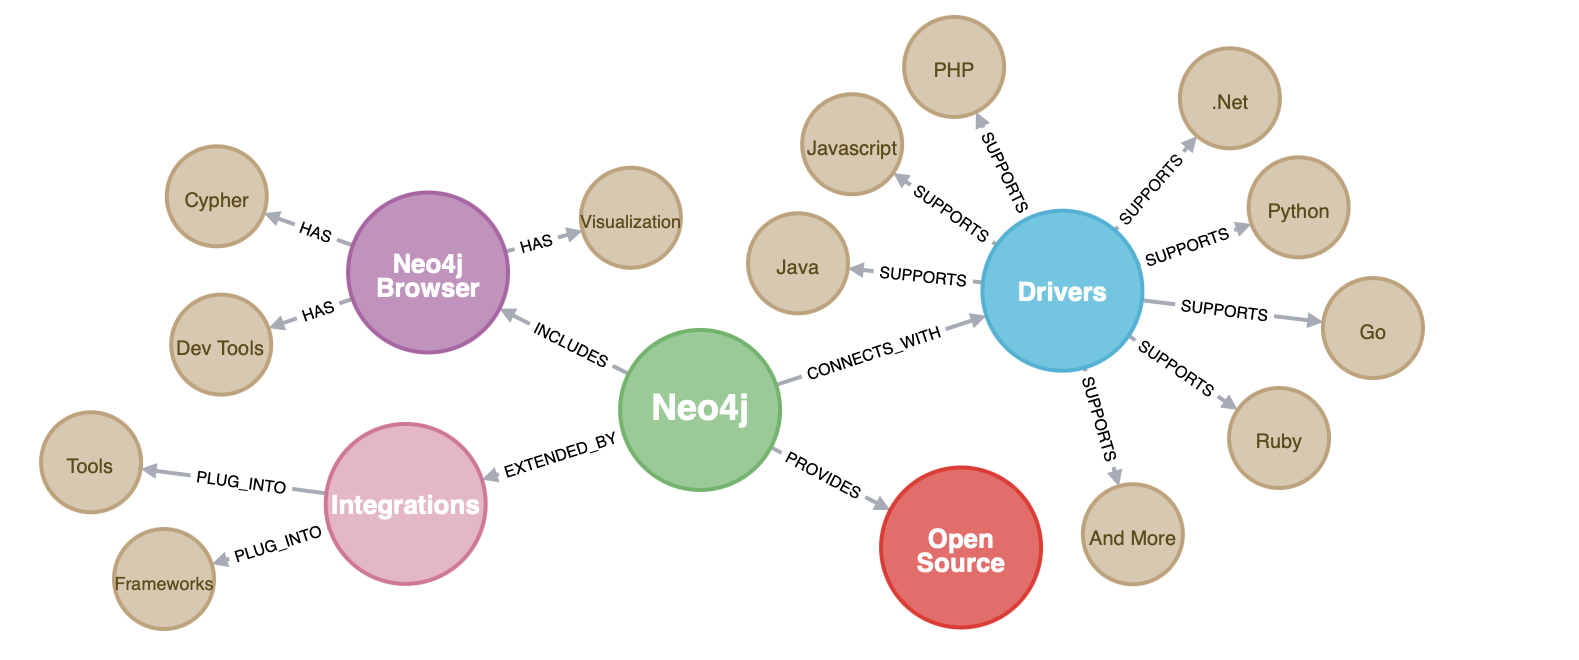 PHP
.Net
SUPPORTS
Javascript
SUPPORTS
SUPPORTS
Cypher
HAS
Visualization
HAS
SUPPORTS
Python
SUPPORTS
Neo4j
Browser
Java
SUPPORTS
Drivers
SUPPORTS
Go
HAS
Dev Tools
INCLUDES
CONNECTS_WITH
SUPPORTS
SUPPORTS
Neo4j
Ruby
EXTENDED_BY
Tools
PLUG_INTO
PROVIDES
Integrations
Open
Source
And More
PLUG_INTO
Frameworks